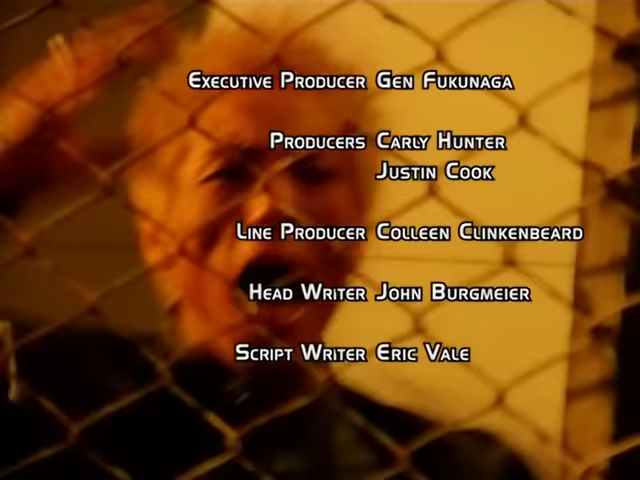 Executive Producer Gen Fukunaga
Producers Carly Hunter
Justin Cook
Line Producer Colleen Clinkenbeard
Head Writer John Burgmeier
Script Writer Eric Vale